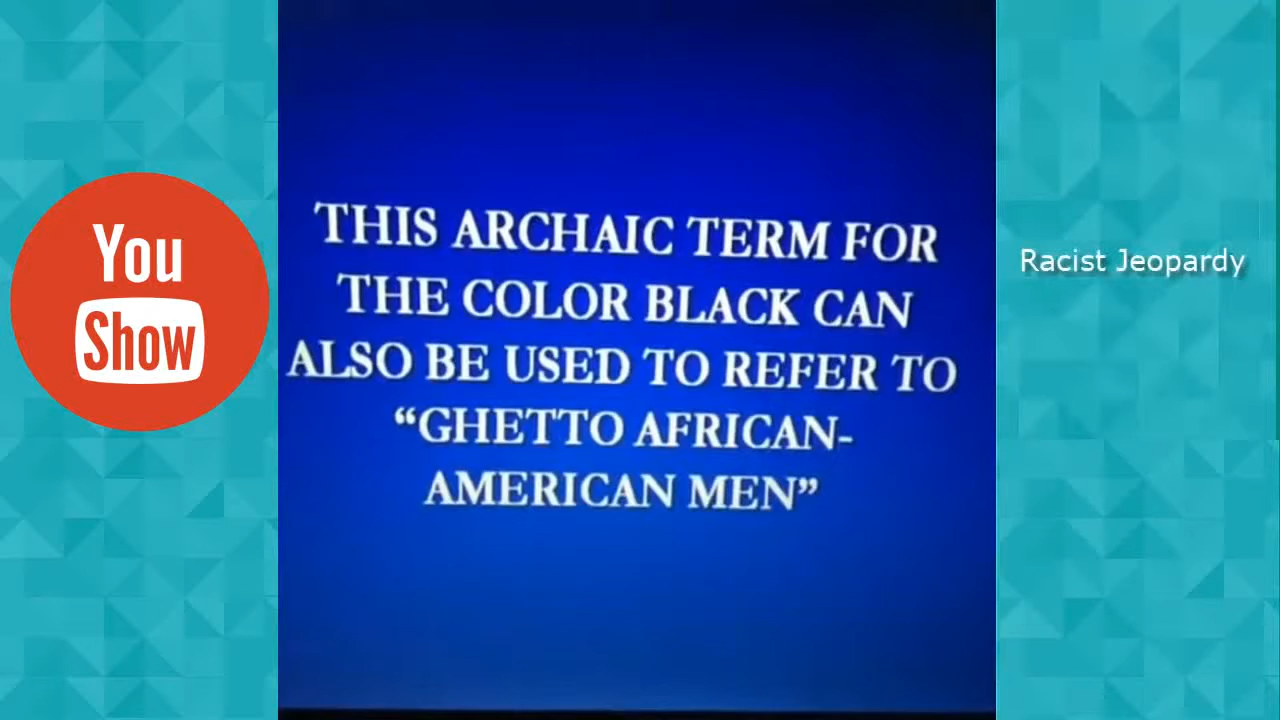 You
Show
THIS ARCHAIC TERM FOR
THE COLOR BLACK CAN
ALSO BE USED TO REFER TO
“GHETTO AFRICAN-
AMERICAN MEN”
Racist Jeopardy